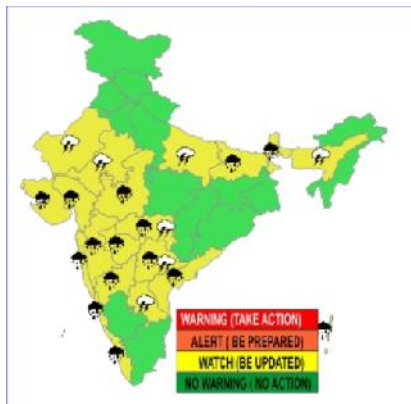 WARNING (TAKE ACTION)
ALERT ( BE PREPARED)
WATCH (BE UPDATED)
NO WARNING ( NO ACTION)